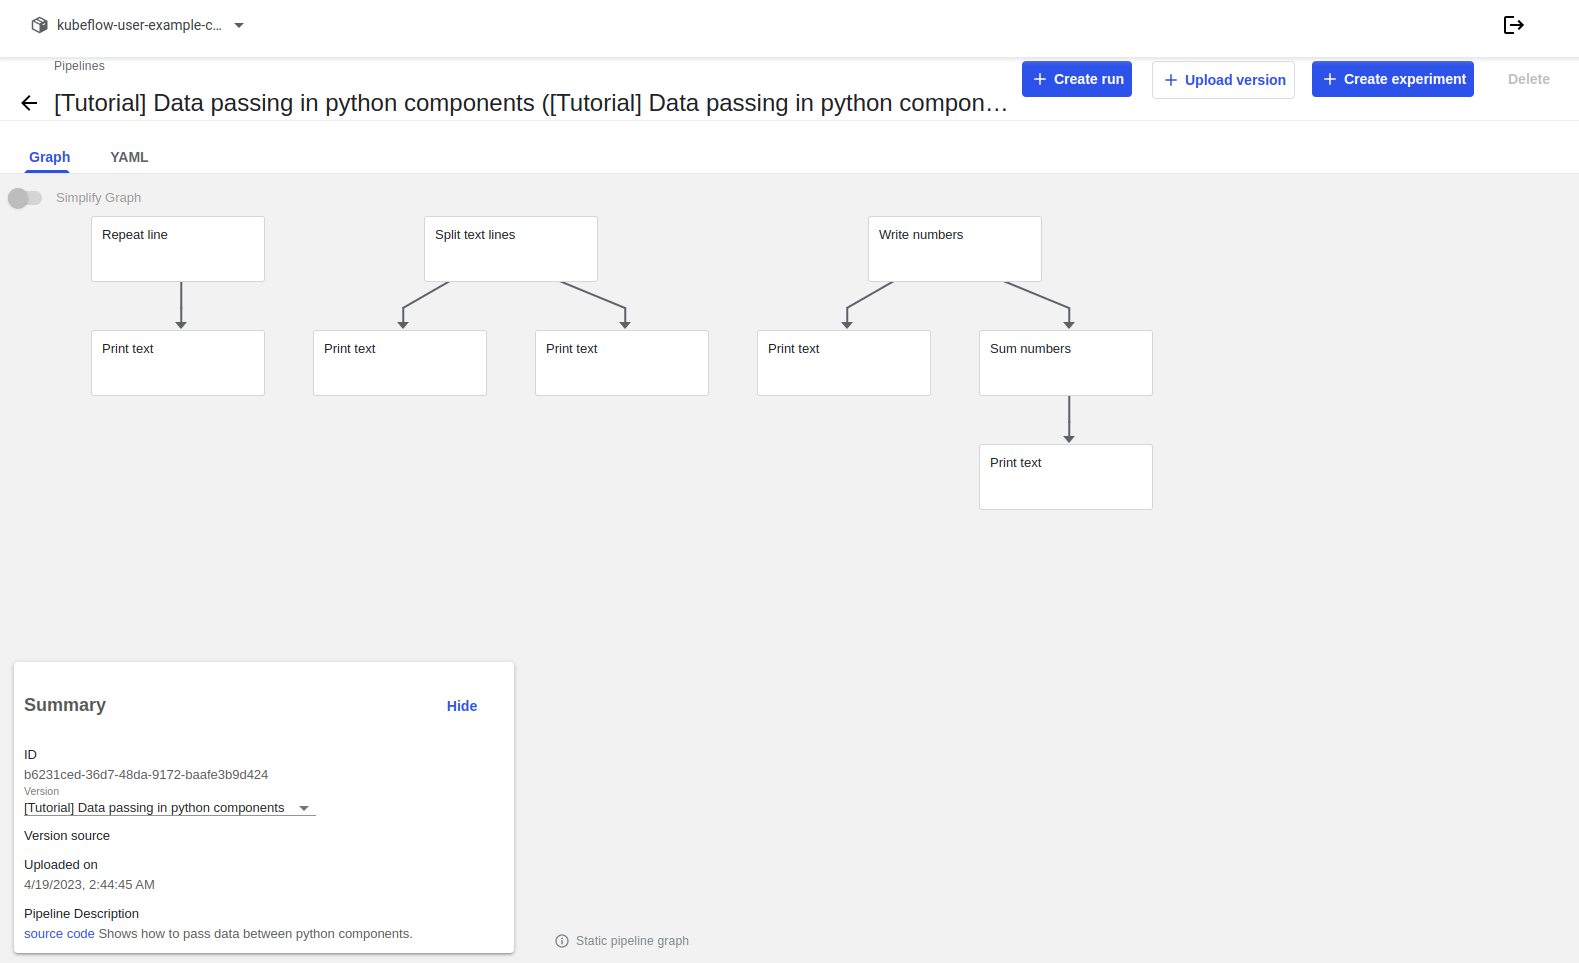 kubeflow-user-example-c...
Pipelines
[Tutorial] Data passing in python components ([Tutorial] Data passing in python compon...
Create run
Upload version
Create experiment
Delete
Graph
YAML
Simplify Graph
Repeat line
Split text lines
Write numbers
Print text
Print text
Print text
Print text
Sum numbers
Print text
Summary
Hide
ID
b6231ced-36d7-48da-9172-baafe3b9d424
Version
[Tutorial] Data passing in python components
Version source
Uploaded on
4/19/2023, 2:44:45 AM
Pipeline Description
source code Shows how to pass data between python components.
Static pipeline graph